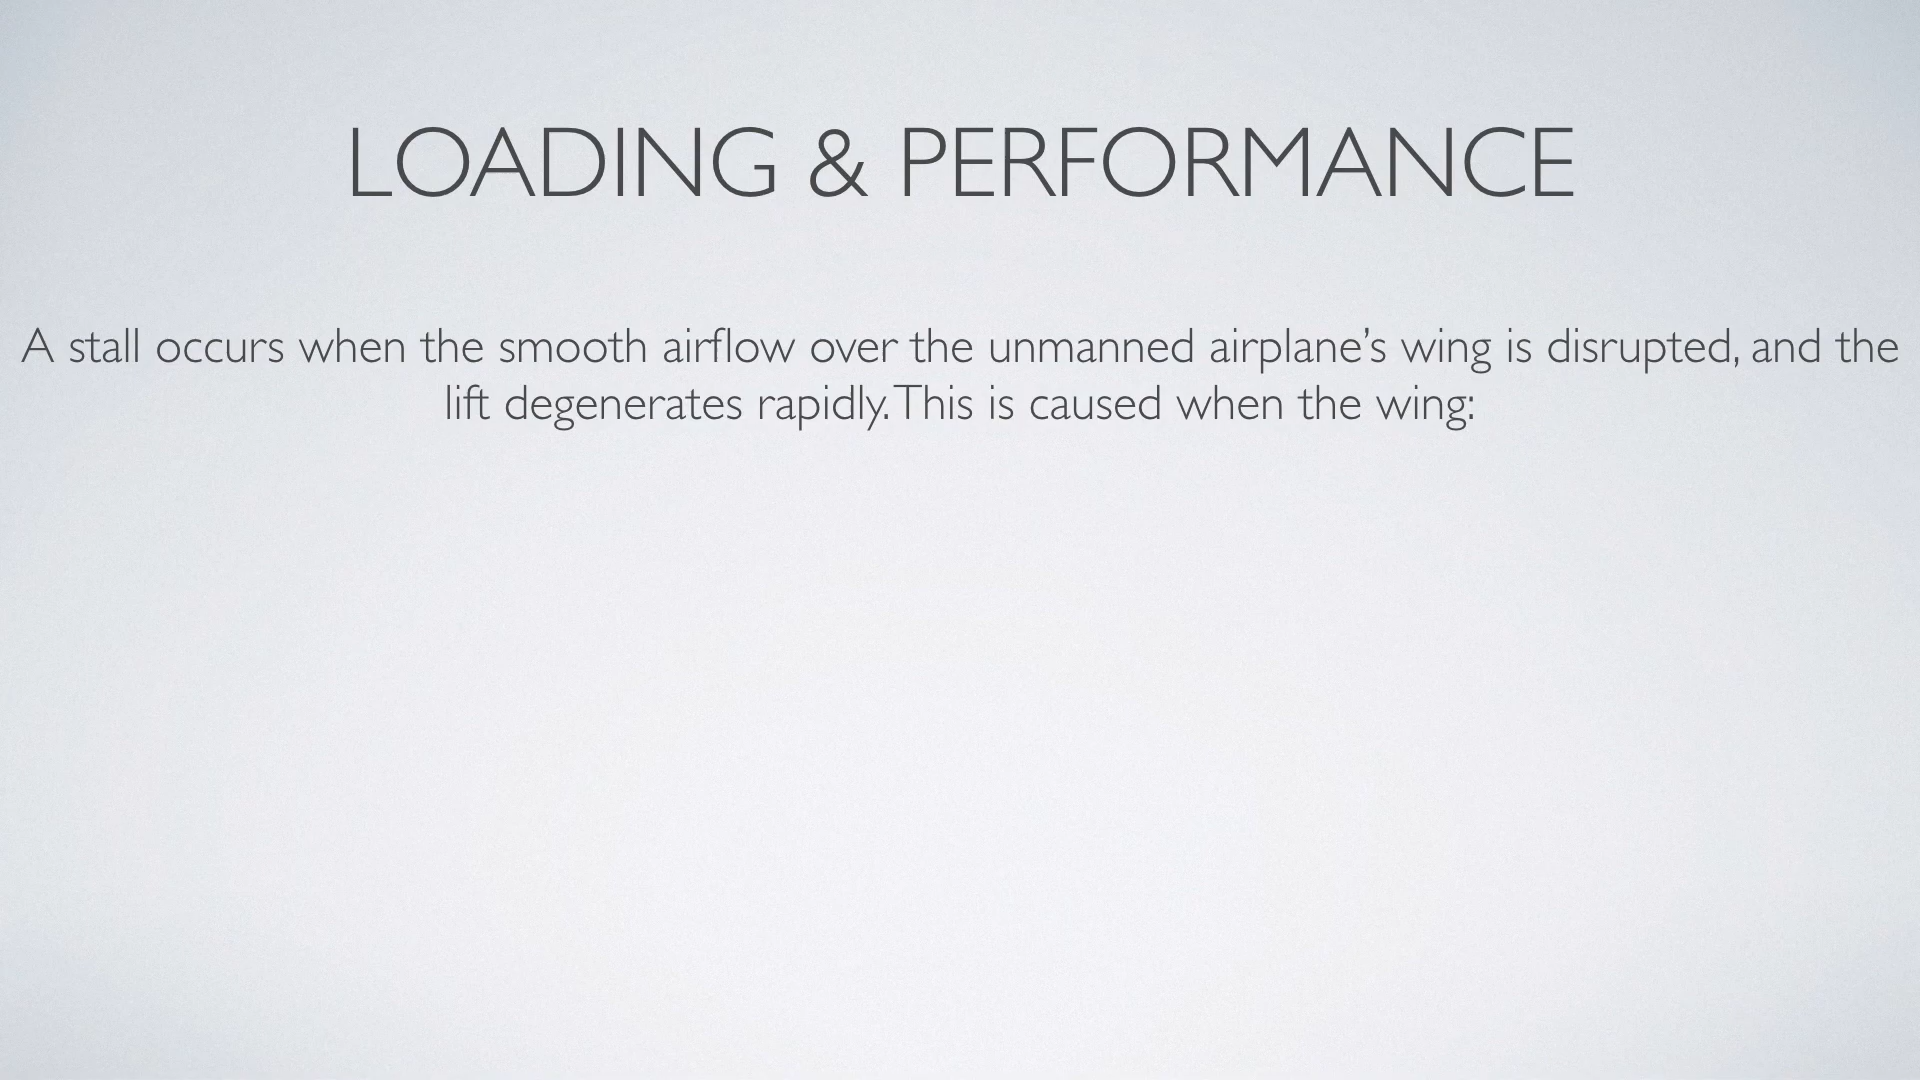 LOADING & PERFORMANCE
A stall occurs when the smooth airflow over the unmanned airplane’s wing is disrupted, and the
lift degenerates rapidly. This is caused when the wing: